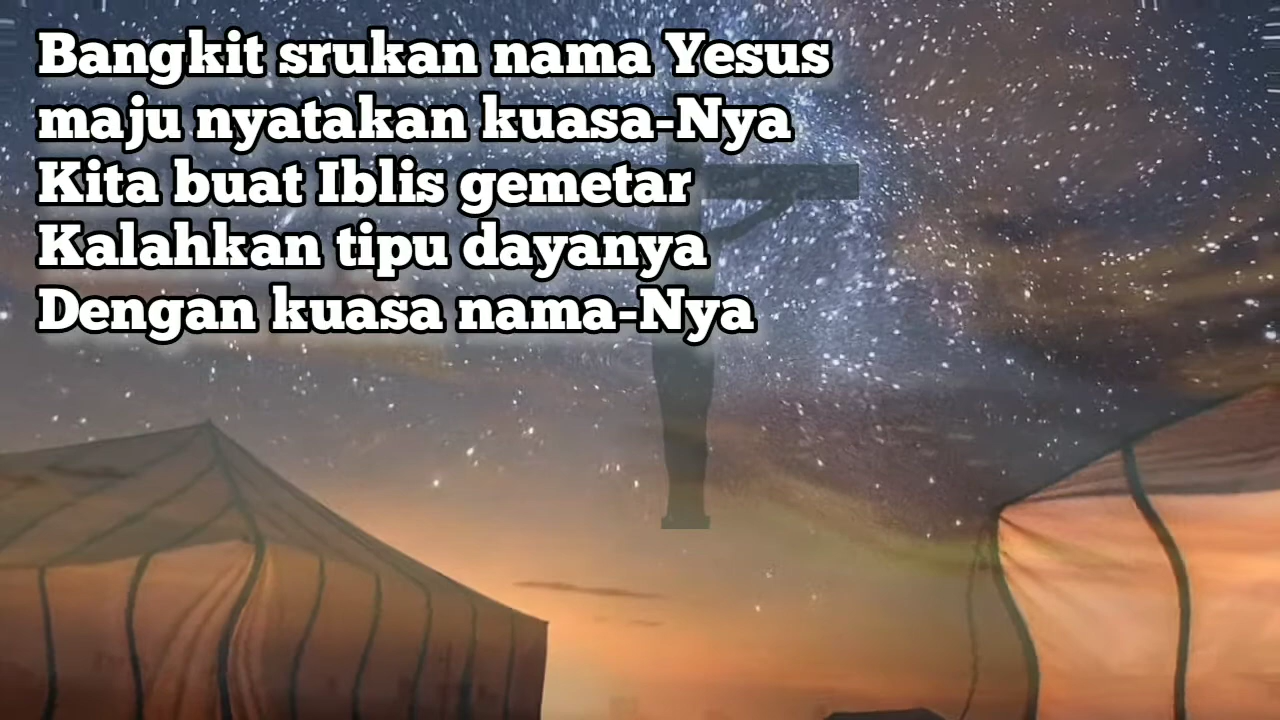 Bangkit srukan nama Yesus
maju nyatakan kuasa-Nya
Kita buat Iblis gemetar
Kalahkan tipu dayanya
Dengan kuasa nama-Nya